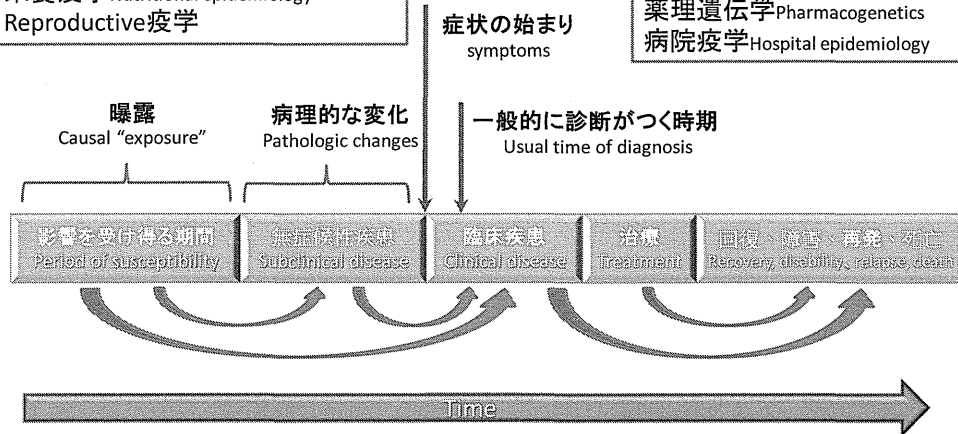 Reproductive疫学
薬理遺伝学Pharmacogenetics
病院疫学Hospital epidemiology
症状の始まり
symptoms
曝露
Causal “exposure”
病理的な変化
Pathologic changes
一般的に診断がつく時期
Usual time of diagnosis
影響を受け得る期間
Period of susceptibility
無症候性疾患
Subclinical disease
臨床疾患
Clinical disease
治療
Treatment
回復、障害、再発、死亡
Recovery, disability, relapse, death
Time